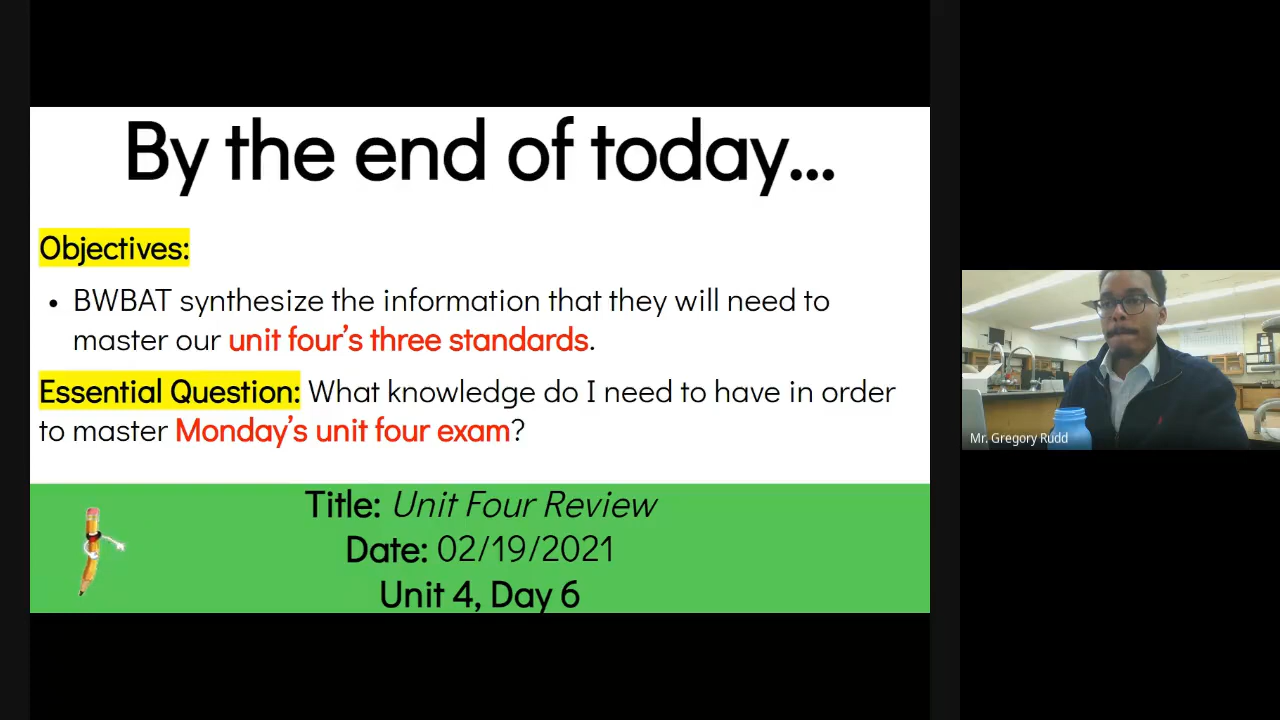 By the end of today...
Objectives:
• BWBAT synthesize the information that they will need to
master our unit four's three standards.
Essential Question: What knowledge do I need to have in order
to master Monday's unit four exam?
Title: Unit Four Review
Date: 02/19/2021
Unit 4, Day 6
Mr. Gregory Rudd